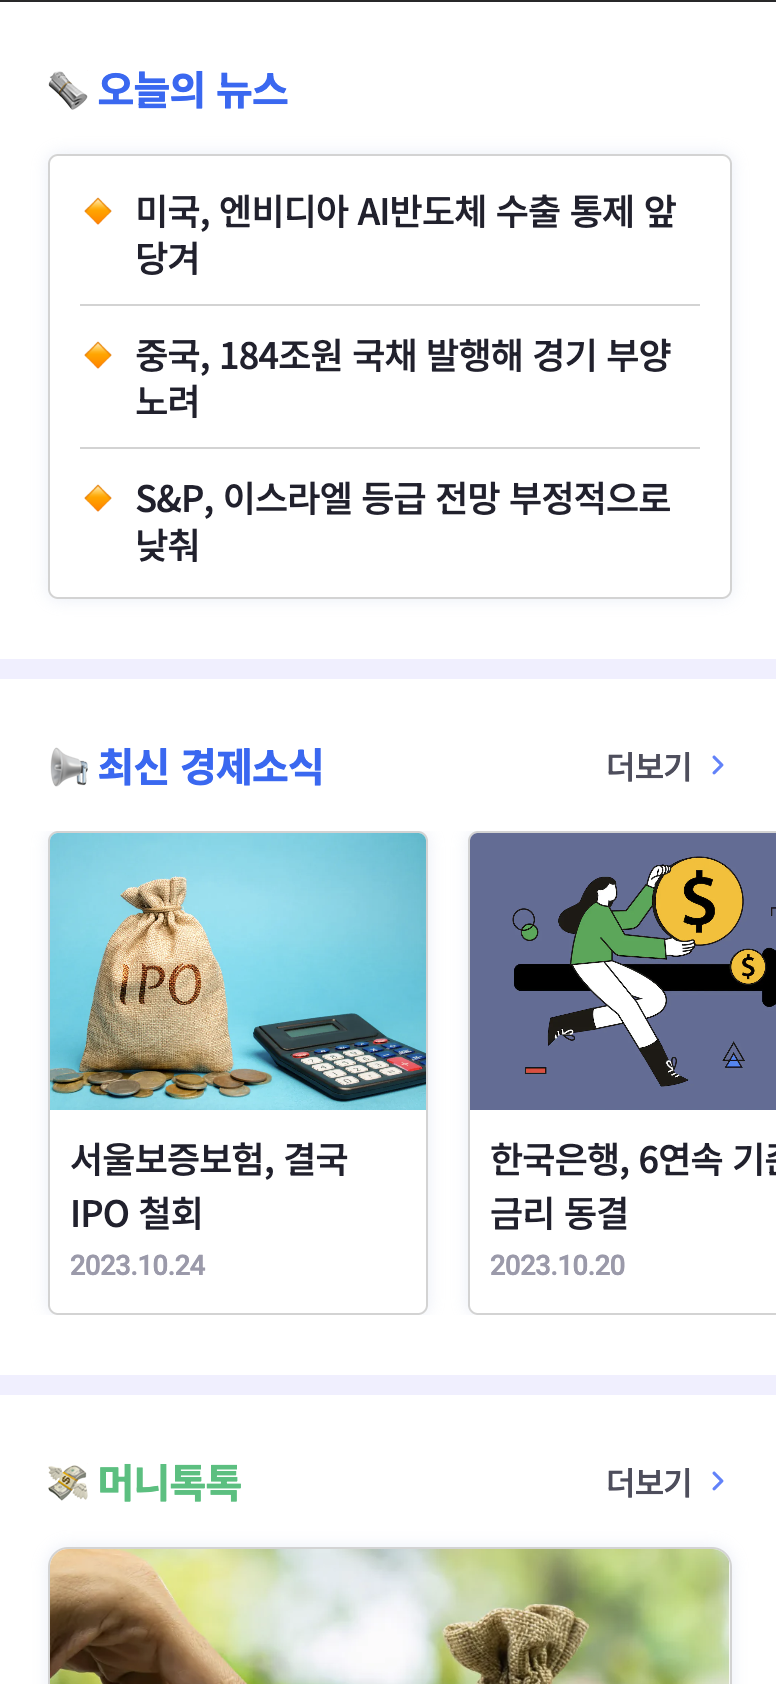 오늘의 뉴스
미국, 엔비디아 AI반도체 수출 통제 앞
당겨
중국, 184조원 국채 발행해 경기 부양
노려
S&P, 이스라엘 등급 전망 부정적으로
낮춰
최신 경제소식
더보기
IPO
서울보증보험, 결국
IPO 철회
2023.10.24
$
$
한국은행, 6연속 기준
금리 동결
2023.10.20
머니톡톡
더보기